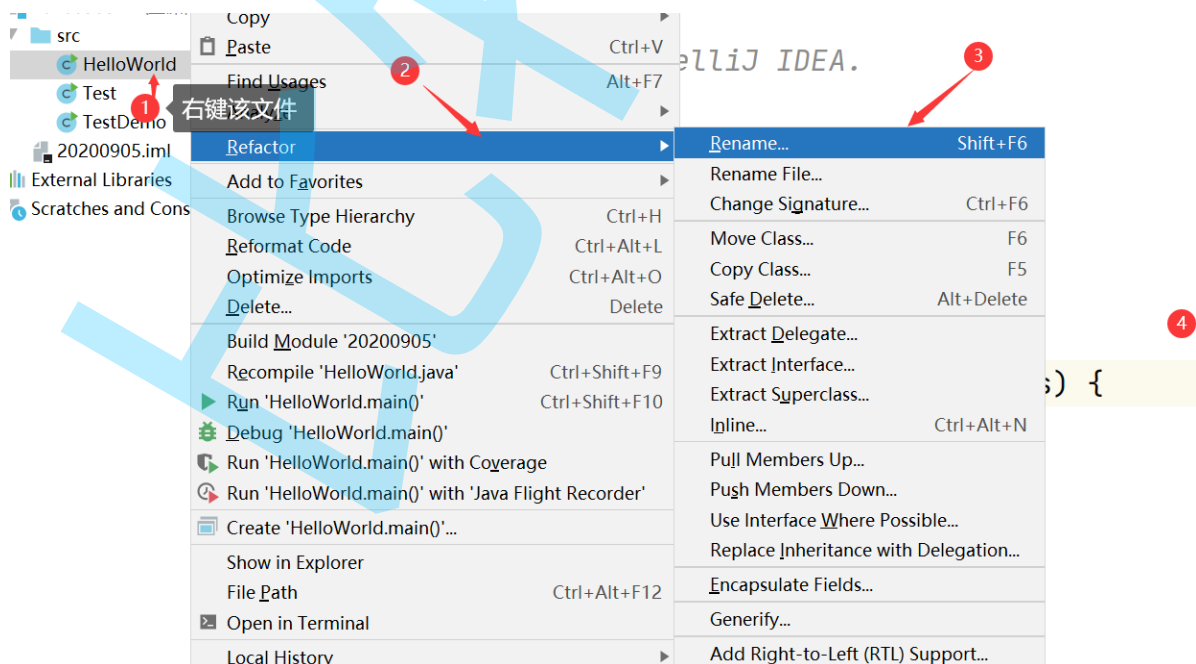 src
HelloWorld
Test
TestDemo
20200905.iml
External Libraries
Scratches and Cons
1
右键该文件
Copy
Paste Ctrl+V
Find Usages Alt+F7
Refactor
Add to Favorites
Browse Type Hierarchy Ctrl+H
Reformat Code Ctrl+Alt+L
Optimize Imports Ctrl+Alt+O
Delete... Delete
Build Module '20200905'
Recompile 'HelloWorld.java' Ctrl+Shift+F9
Run 'HelloWorld.main()' Ctrl+Shift+F10
Debug 'HelloWorld.main()'
Run 'HelloWorld.main()' with Coverage
Run 'HelloWorld.main()' with 'Java Flight Recorder'
Create 'HelloWorld.main()'...
Show in Explorer
File Path Ctrl+Alt+F12
Open in Terminal
Local History
2
elliJ IDEA.
3
Rename... Shift+F6
Rename File...
Change Signature... Ctrl+F6
Move Class... F6
Copy Class... F5
Safe Delete... Alt+Delete
Extract Delegate...
Extract Interface...
Extract Superclass...
Inline... Ctrl+Alt+N
Pull Members Up...
Push Members Down...
Use Interface Where Possible...
Replace Inheritance with Delegation...
Encapsulate Fields...
Generify...
Add Right-to-Left (RTL) Support...
4
s) {